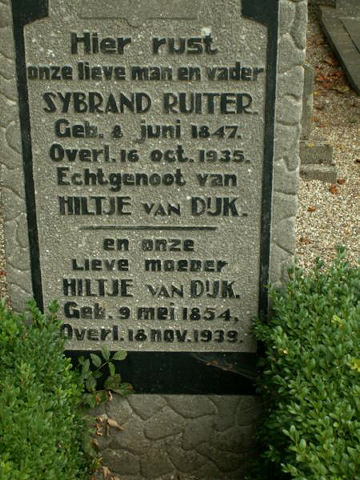 Hier rust
onze lieve man en vader
SYBRAND RUITER.
Geb. 8 juni 1847.
Overl. 16 oct. 1935.
Echtgenoot van
HILTJE VAN DIJK.
en onze
Lieve moeder
HILTJE VAN DIJK.
Geb. 9 mei 1854.
Overl. 18 nov. 1939.